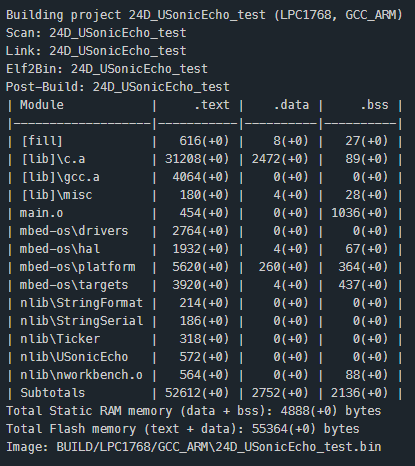 Building project 24D_USonicEcho_test (LPC1768, GCC_ARM)
Scan: 24D_USonicEcho_test
Link: 24D_USonicEcho_test
Elf2Bin: 24D_USonicEcho_test
Post-Build: 24D_USonicEcho_test
| Module             |     .text |    .data |     .bss |
|--------------------|-----------|----------|----------|
| [fill]             |   616(+0) |    8(+0) |   27(+0) |
| [lib]\c.a          | 31208(+0) | 2472(+0) |   89(+0) |
| [lib]\gcc.a        |  4064(+0) |    0(+0) |    0(+0) |
| [lib]\misc         |   180(+0) |    4(+0) |   28(+0) |
| main.o             |   454(+0) |    0(+0) | 1036(+0) |
| mbed-os\drivers    |  2764(+0) |    0(+0) |    0(+0) |
| mbed-os\hal        |  1932(+0) |    4(+0) |   67(+0) |
| mbed-os\platform   |  5620(+0) |  260(+0) |  364(+0) |
| mbed-os\targets    |  3920(+0) |    4(+0) |  437(+0) |
| nlib\StringFormat  |   214(+0) |    0(+0) |    0(+0) |
| nlib\StringSerial  |   186(+0) |    0(+0) |    0(+0) |
| nlib\Ticker        |   318(+0) |    0(+0) |    0(+0) |
| nlib\USonicEcho    |   572(+0) |    0(+0) |    0(+0) |
| nlib\nworkbench.o  |   564(+0) |    0(+0) |   88(+0) |
| Subtotals          | 52612(+0) | 2752(+0) | 2136(+0) |
Total Static RAM memory (data + bss): 4888(+0) bytes
Total Flash memory (text + data): 55364(+0) bytes
Image: BUILD/LPC1768/GCC_ARM\24D_USonicEcho_test.bin